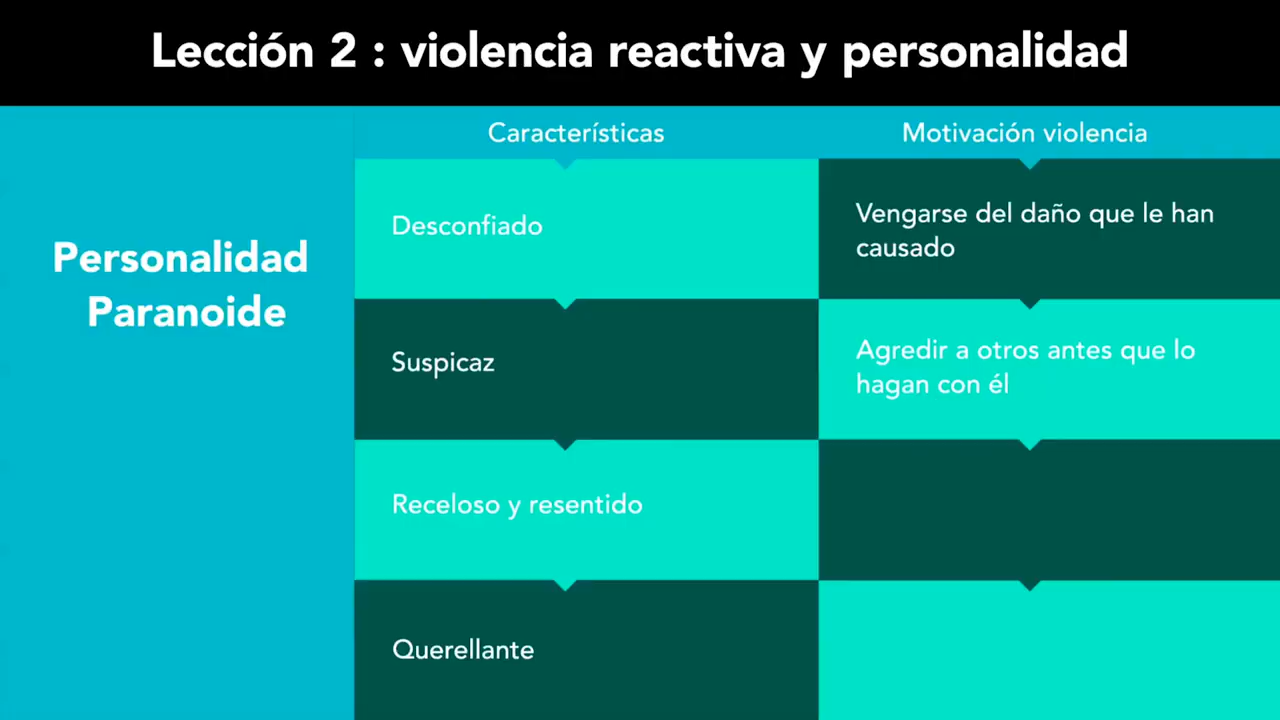 Lección 2 : violencia reactiva y personalidad
Características
Motivación violencia
Personalidad
Paranoide
Desconfiado
Vengarse del daño que le han
causado
Suspicaz
Agredir a otros antes que lo
hagan con él
Receloso y resentido
Querellante